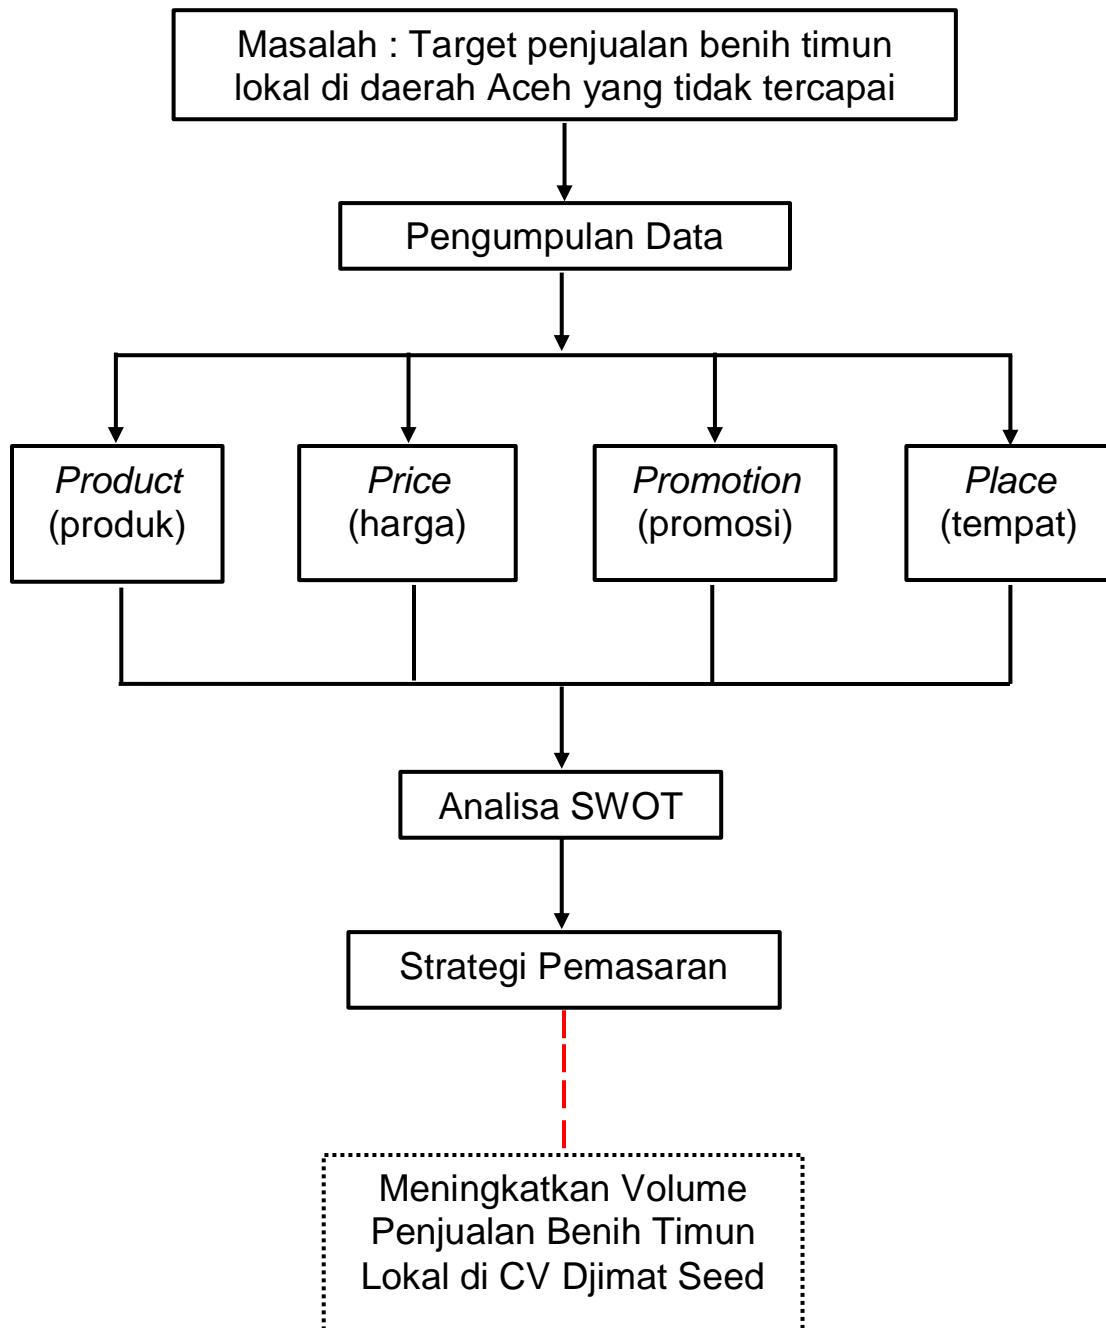 Masalah : Target penjualan benih timun
lokal di daerah Aceh yang tidak tercapai
Pengumpulan Data
Product
(produk)
Price
(harga)
Promotion
(promosi)
Place
(tempat)
Analisa SWOT
Strategi Pemasaran
Meningkatkan Volume
Penjualan Benih Timun
Lokal di CV Djimat Seed